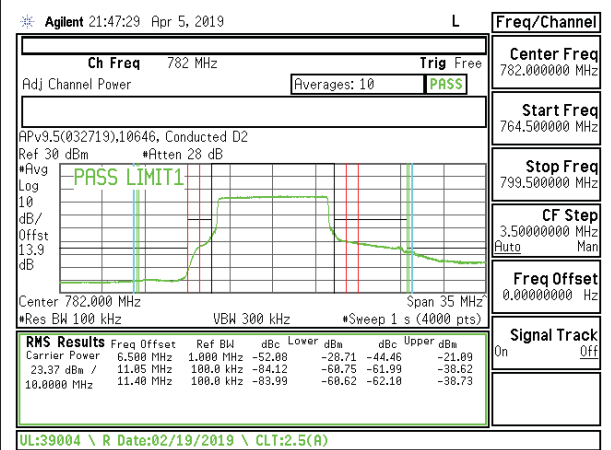 Agilent 21:47:29 Apr 5, 2019 L Freq/Channel
Ch Freq 782 MHz Trig Free
Adj Channel Power Averages: 10 PASS
Center Freq
782.000000 MHz
Start Freq
764.500000 MHz
Stop Freq
799.500000 MHz
CF Step
3.50000000 MHz
Auto Man
Freq Offset
0.00000000 Hz
Signal Track
On Off
APv9.5(032719),10646, Conducted D2
Ref 30 dBm #Atten 28 dB
#Avg
Log
10
dB/
Offst
13.9
dB
PASS LIMIT1
Center 782.000 MHz Span 35 MHz^
#Res BW 100 kHz VBW 300 kHz #Sweep 1 s (4000 pts)
RMS Results Freq Offset Ref BW dBc Lower dBm dBc Upper dBm
Carrier Power 6.500 MHz 1.000 MHz -52.08 -28.71 -44.46 -21.09
23.37 dBm / 11.05 MHz 100.0 kHz -84.12 -60.75 -61.99 -38.62
10.0000 MHz 11.40 MHz 100.0 kHz -83.99 -60.62 -62.10 -38.73
UL:39004 \ R Date:02/19/2019 \ CLT:2.5(A)